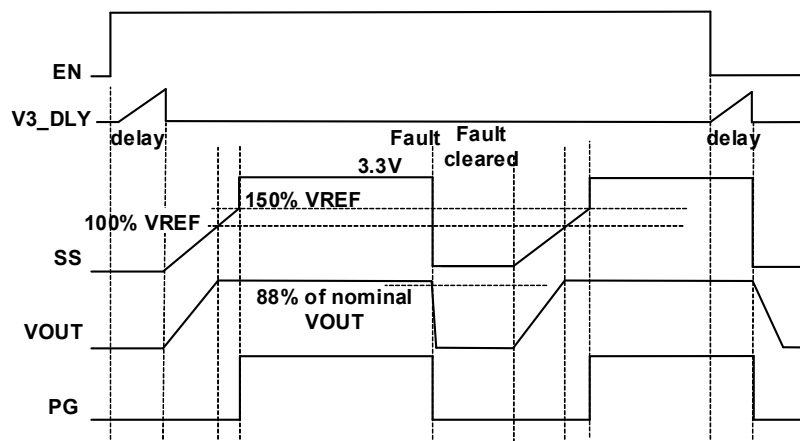 EN
V3_DLY
delay
delay
Fault
Fault
cleared
3.3V
150% VREF
100% VREF
SS
88% of nominal
VOUT
VOUT
PG